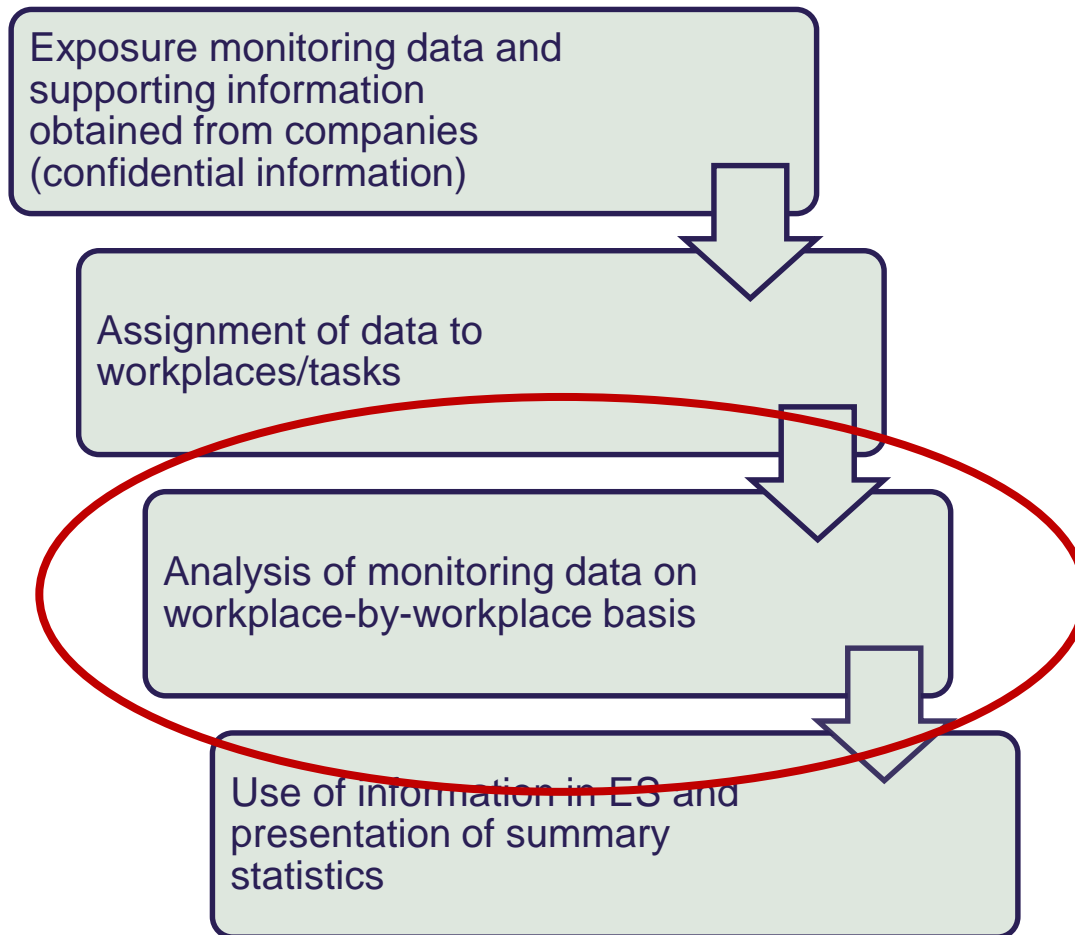 Exposure monitoring data and
supporting information
obtained from companies
(confidential information)
Assignment of data to
workplaces/tasks
Analysis of monitoring data on
workplace-by-workplace basis
Use of information in ES and
presentation of summary
statistics